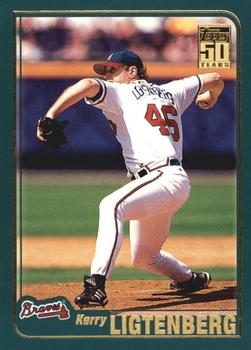 Topps
50
YEARS
LIGTENBERG
46
Braves
Kerry LIGTENBERG